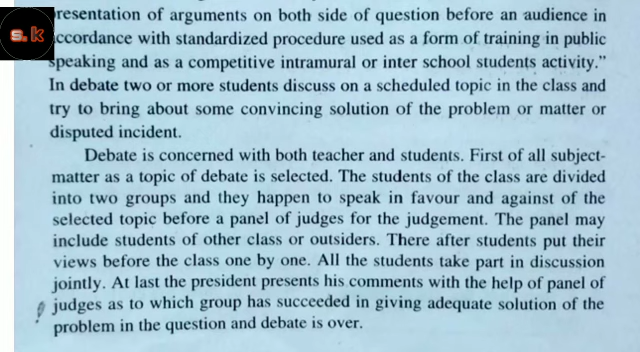 resentation of arguments on both side of question before an audience in
s.k
ccordance with standardized procedure used as a form of training in public
speaking and as a competitive intramural or inter school students activity."
In debate two or more students discuss on a scheduled topic in the class and
try to bring about some convincing solution of the problem or matter or
disputed incident.
Debate is concerned with both teacher and students. First of all subject-
matter as a topic of debate is selected. The students of the class are divided
into two groups and they happen to speak in favour and against of the
selected topic before a panel of judges for the judgement. The panel may
include students of other class or outsiders. There after students put their
views before the class one by one. All the students take part in discussion
jointly. At last the president presents his comments with the help of panel of
judges as to which group has succeeded in giving adequate solution of the
problem in the question and debate is over.